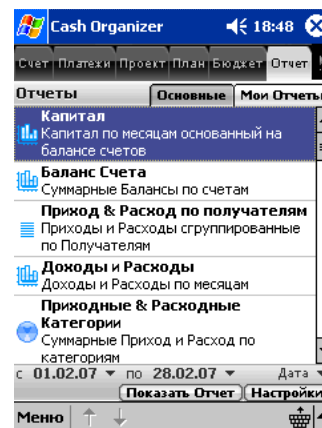 Cash Organizer 18:48
Счет Платежи Проект План Бюджет Отчет
Отчеты Основные Мои Отчеты
Капитал
Капитал по месяцам основанный на
балансе счетов
Баланс Счета
Суммарные Балансы по счетам
Приход & Расход по получателям
Приходы и Расходы сгруппированные
по Получателям
Доходы и Расходы
Доходы и Расходы по месяцам
Приходные & Расходные
Категории
Суммарные Приход и Расход по
категориям
с 01.02.07 по 28.02.07 Дата
Показать Отчет Настройки
Меню